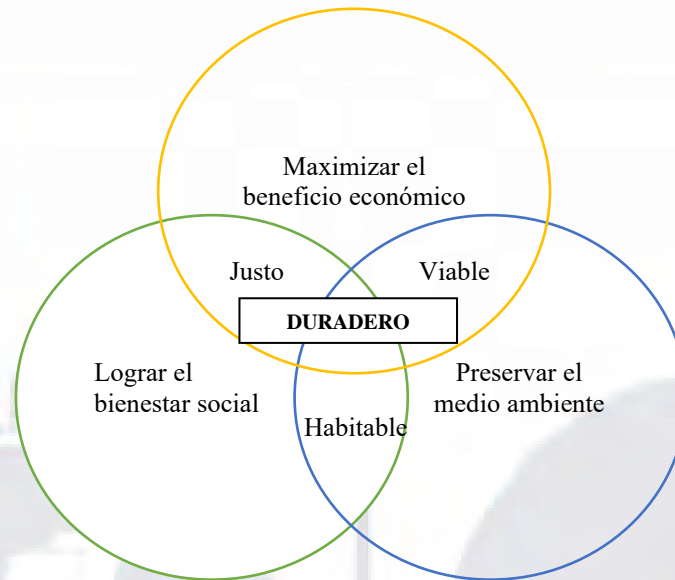 Maximizar el
beneficio económico
Justo
Viable
DURADERO
Lograr el
bienestar social
Preservar el
medio ambiente
Habitable